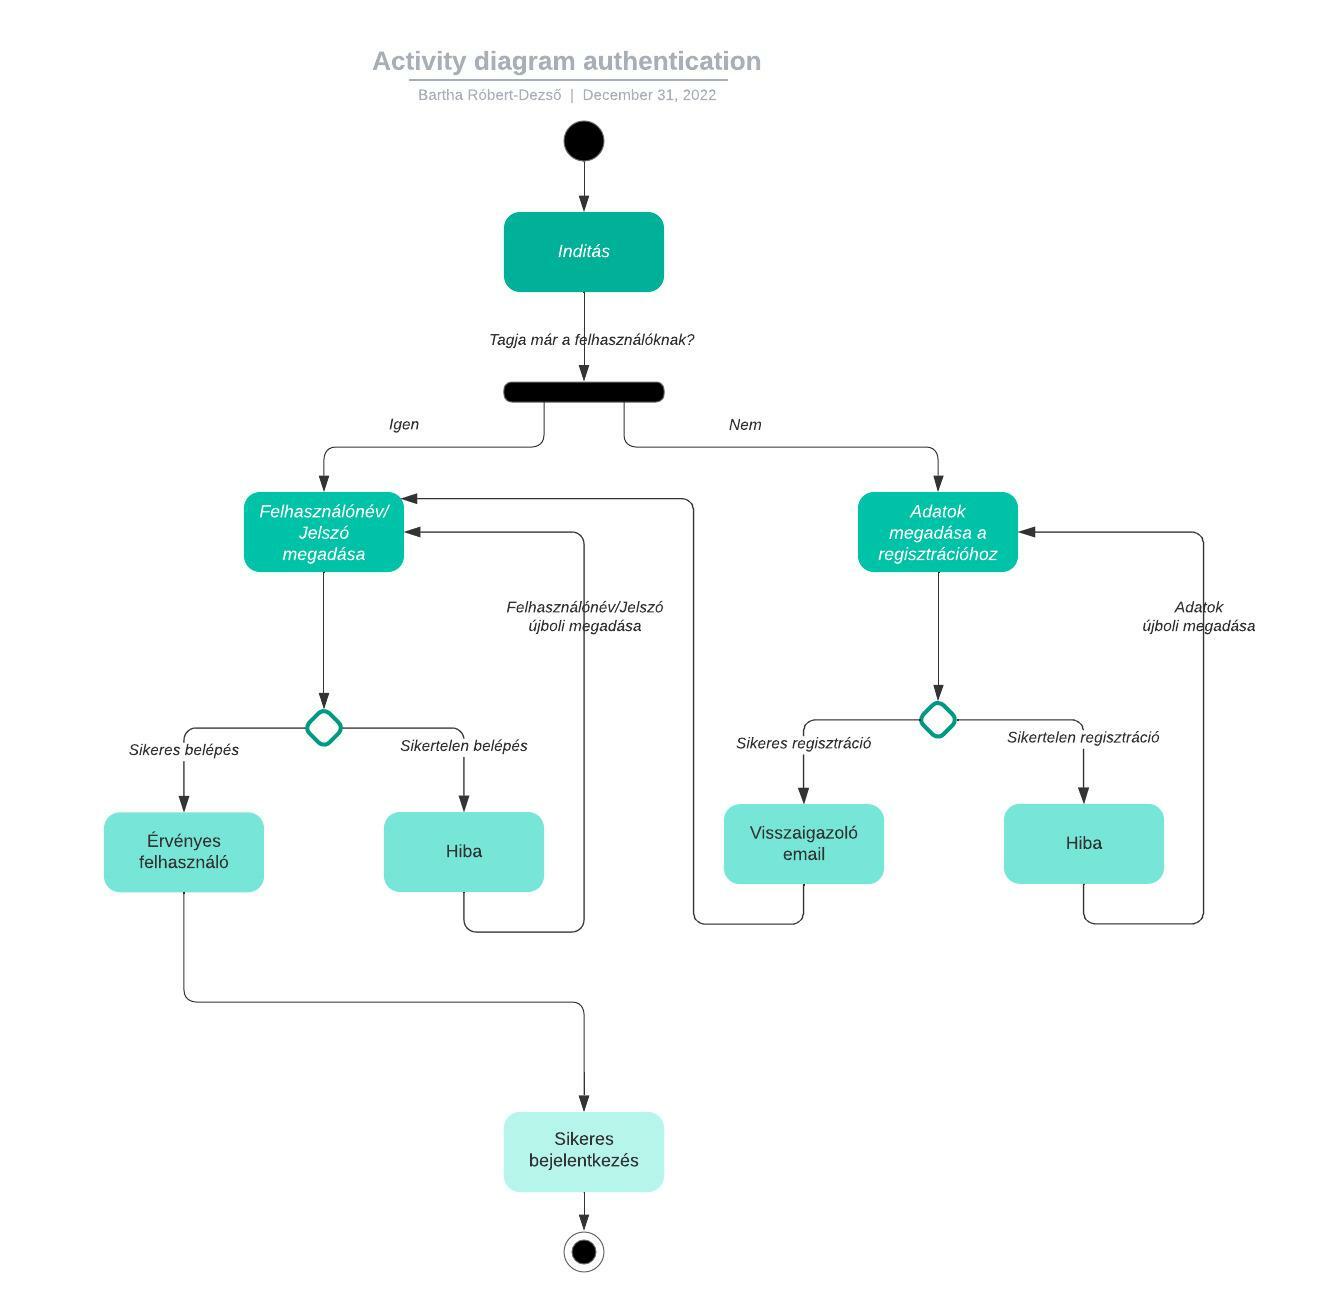 Activity diagram authentication
Bartha Róbert-Dezső | December 31, 2022
Inditás
Tagja már a felhasználóknak?
Igen
Nem
Felhasználónév/
Jelszó
megadása
Adatok
megadása a
regisztrációhoz
Felhasználónév/Jelszó
újboli megadása
Adatok
újboli megadása
Sikeres belépés
Sikertelen belépés
Sikeres regisztráció
Sikertelen regisztráció
Érvényes
felhasználó
Hiba
Visszaigazoló
email
Hiba
Sikeres
bejelentkezés